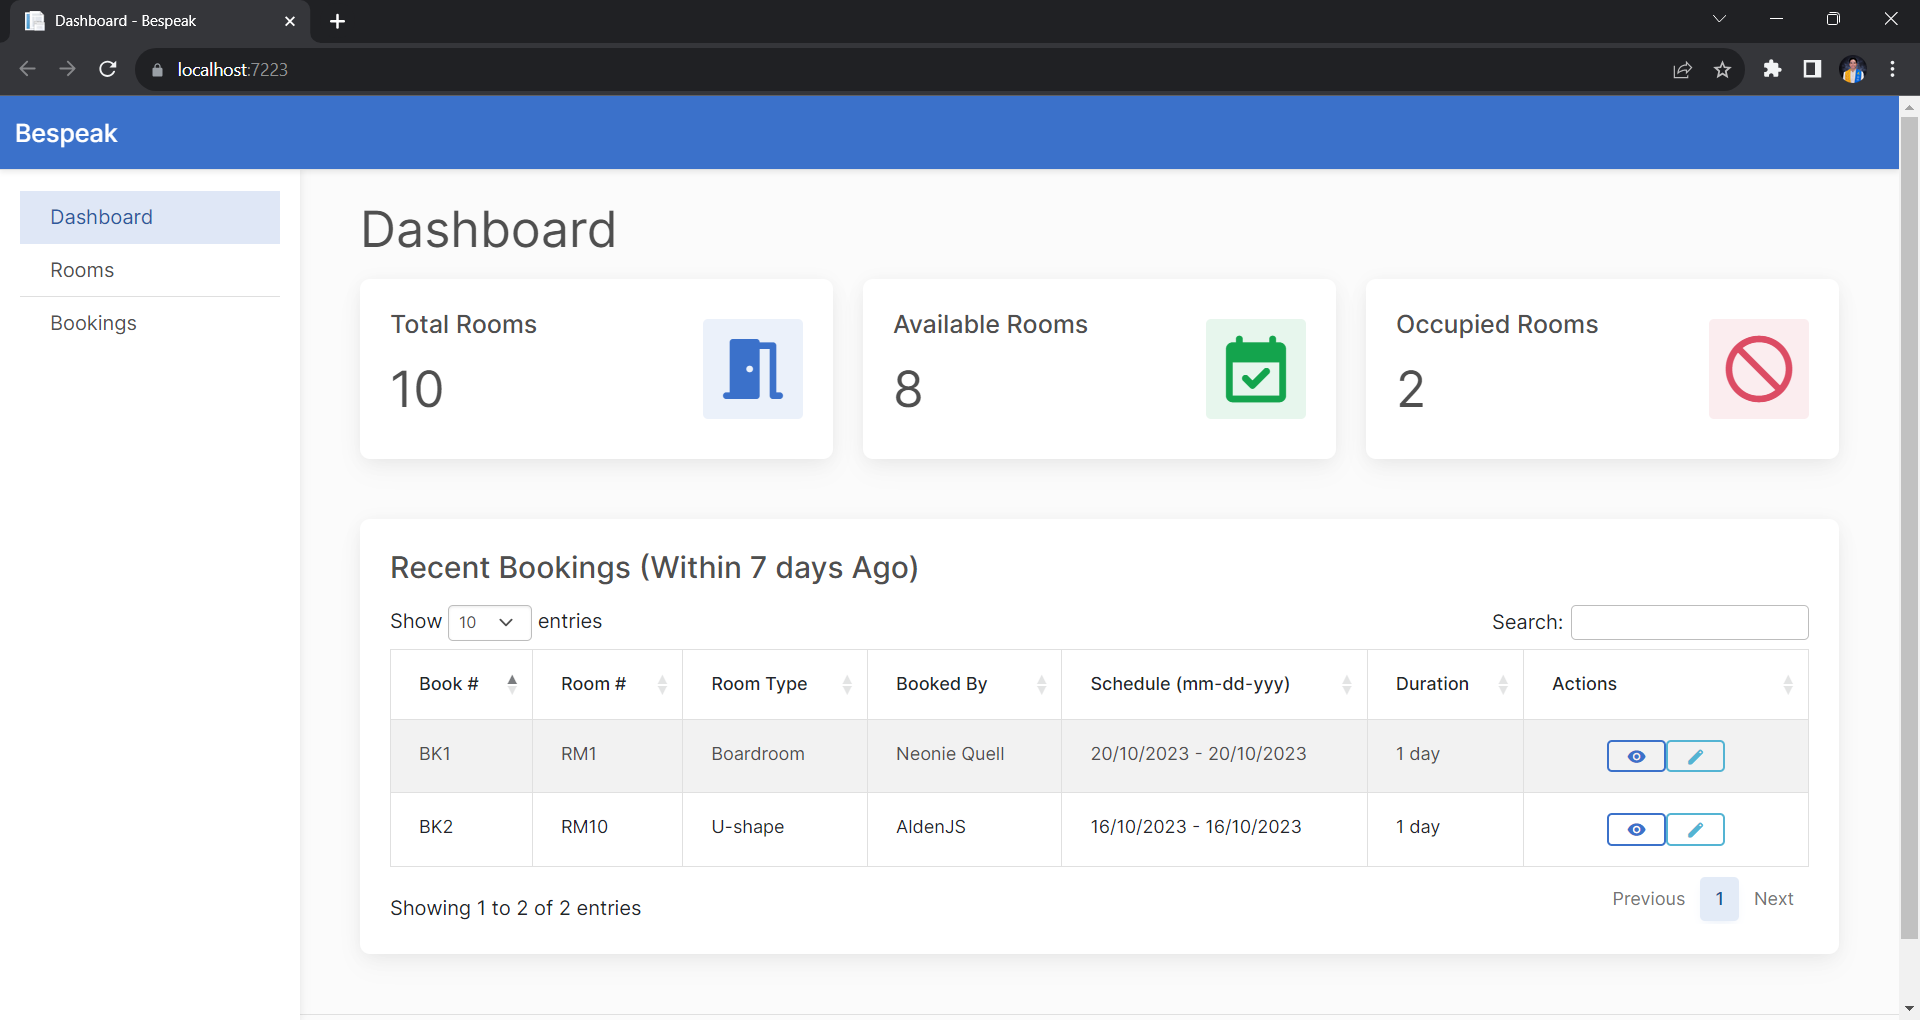 Dashboard - Bespeak
localhost:7223
Bespeak
Dashboard
Rooms
Bookings
Dashboard
Total Rooms
10
Available Rooms
8
Occupied Rooms
2
Recent Bookings (Within 7 days Ago)
Show 10 entries
Search:
Book # Room # Room Type Booked By Schedule (mm-dd-yyy) Duration Actions
BK1 RM1 Boardroom Neonie Quell 20/10/2023 - 20/10/2023 1 day
BK2 RM10 U-shape AldenJS 16/10/2023 - 16/10/2023 1 day
Showing 1 to 2 of 2 entries
Previous 1 Next